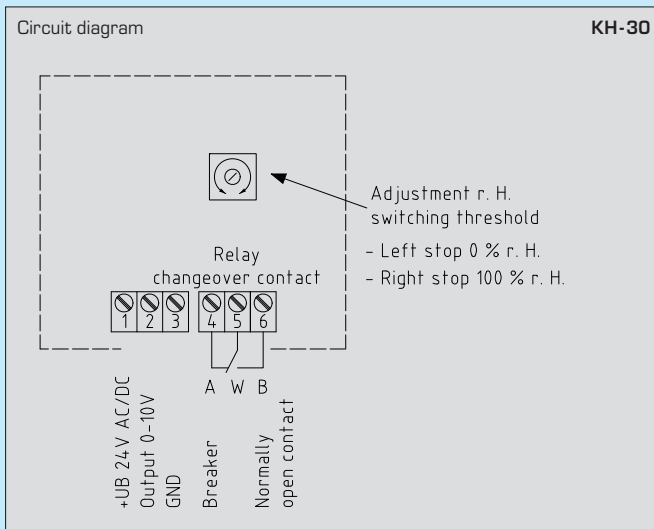 Circuit diagram
KH-30
Adjustment r. H.
switching threshold
- Left stop 0 % r. H.
- Right stop 100 % r. H.
Relay
changeover contact
1 2 3 4 5 6
A W B
+UB 24V AC/DC
Output 0-10V
GND
Breaker
Normally
open contact